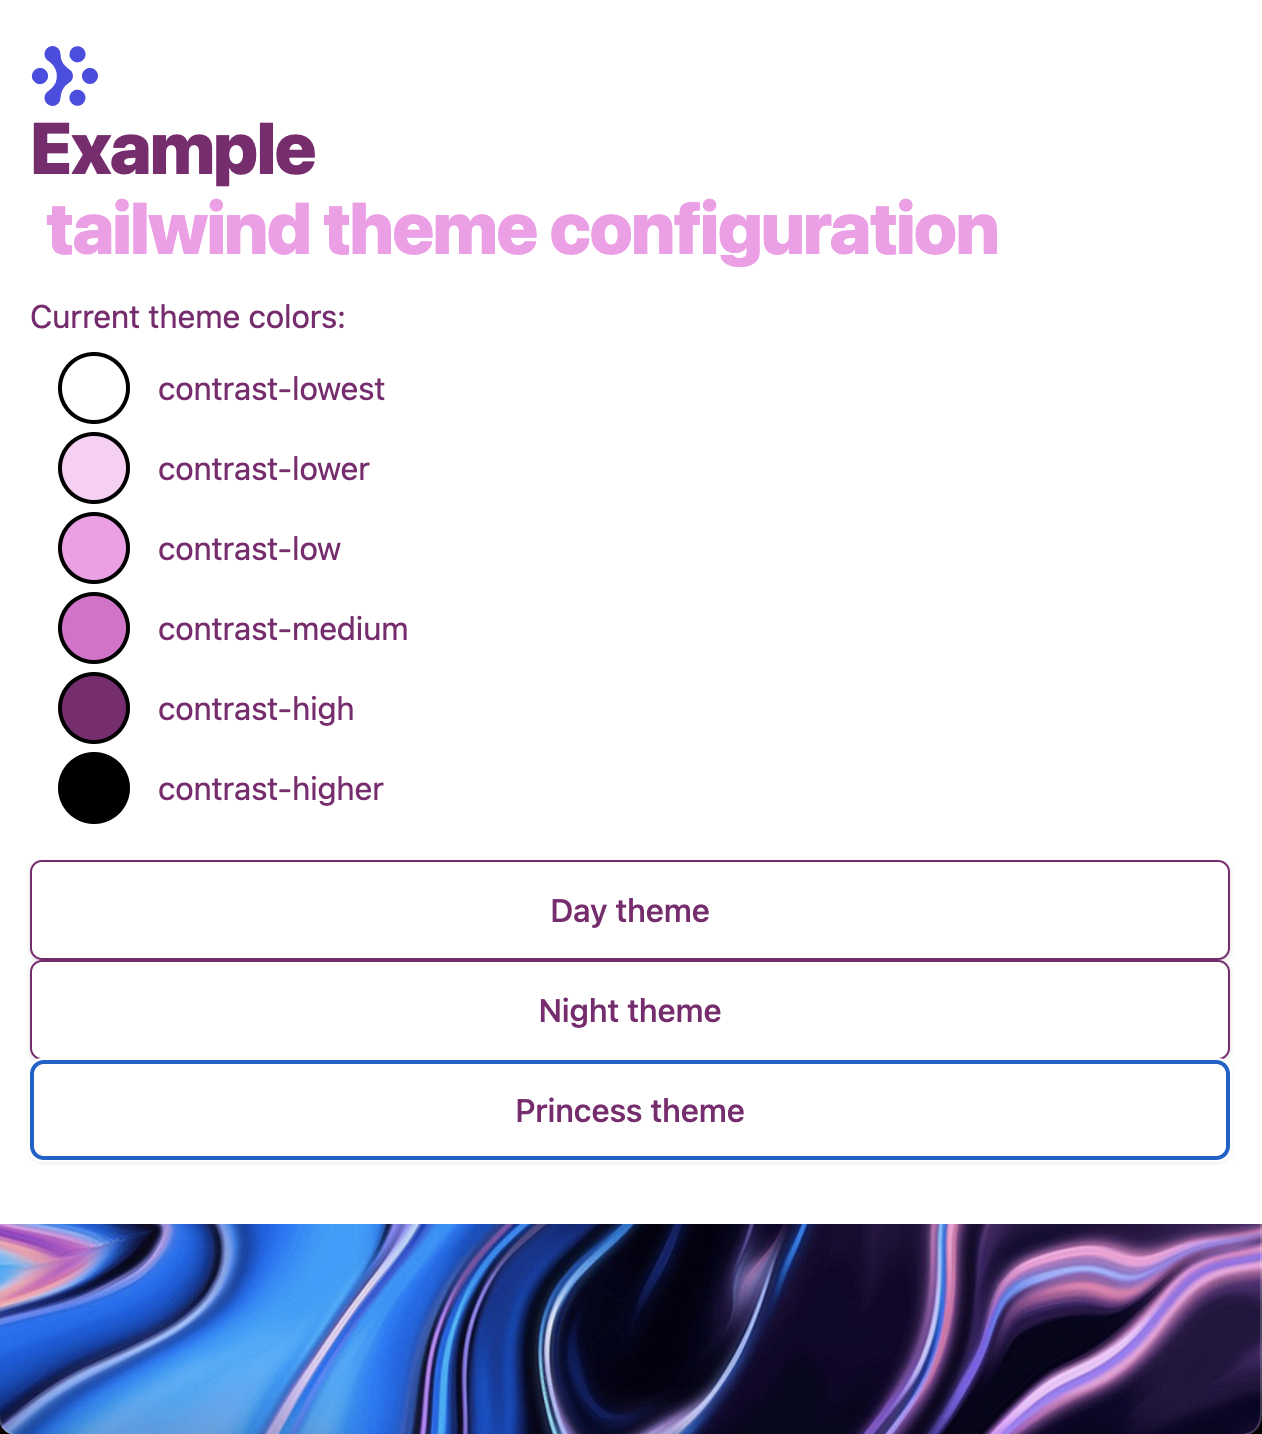 Example
tailwind theme configuration
Current theme colors:
contrast-lowest
contrast-lower
contrast-low
contrast-medium
contrast-high
contrast-higher
Day theme
Night theme
Princess theme